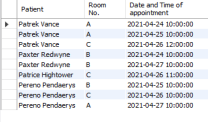 Patient Room No. Date and Time of appointment
Patrek Vance A 2021-04-24 10:00:00
Patrek Vance A 2021-04-25 10:00:00
Patrek Vance C 2021-04-26 12:00:00
Paxter Redwyne B 2021-04-24 10:00:00
Paxter Redwyne B 2021-04-27 10:00:00
Patrice Hightower C 2021-04-26 11:00:00
Pereno Pendaerys B 2021-04-25 10:00:00
Pereno Pendaerys C 2021-04-26 10:00:00
Pereno Pendaerys A 2021-04-27 10:00:00